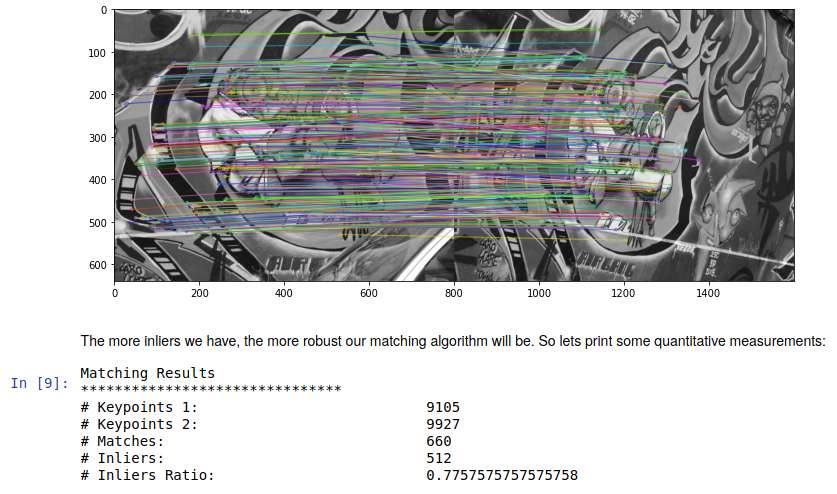 0
100
200
300
400
500
600
0 200 400 600 800 1000 1200 1400
The more inliers we have, the more robust our matching algorithm will be. So lets print some quantitative measurements:
In [9]:
Matching Results
*******************************
# Keypoints 1: 9105
# Keypoints 2: 9927
# Matches: 660
# Inliers: 512
# Inliers Ratio: 0.7757575757575758